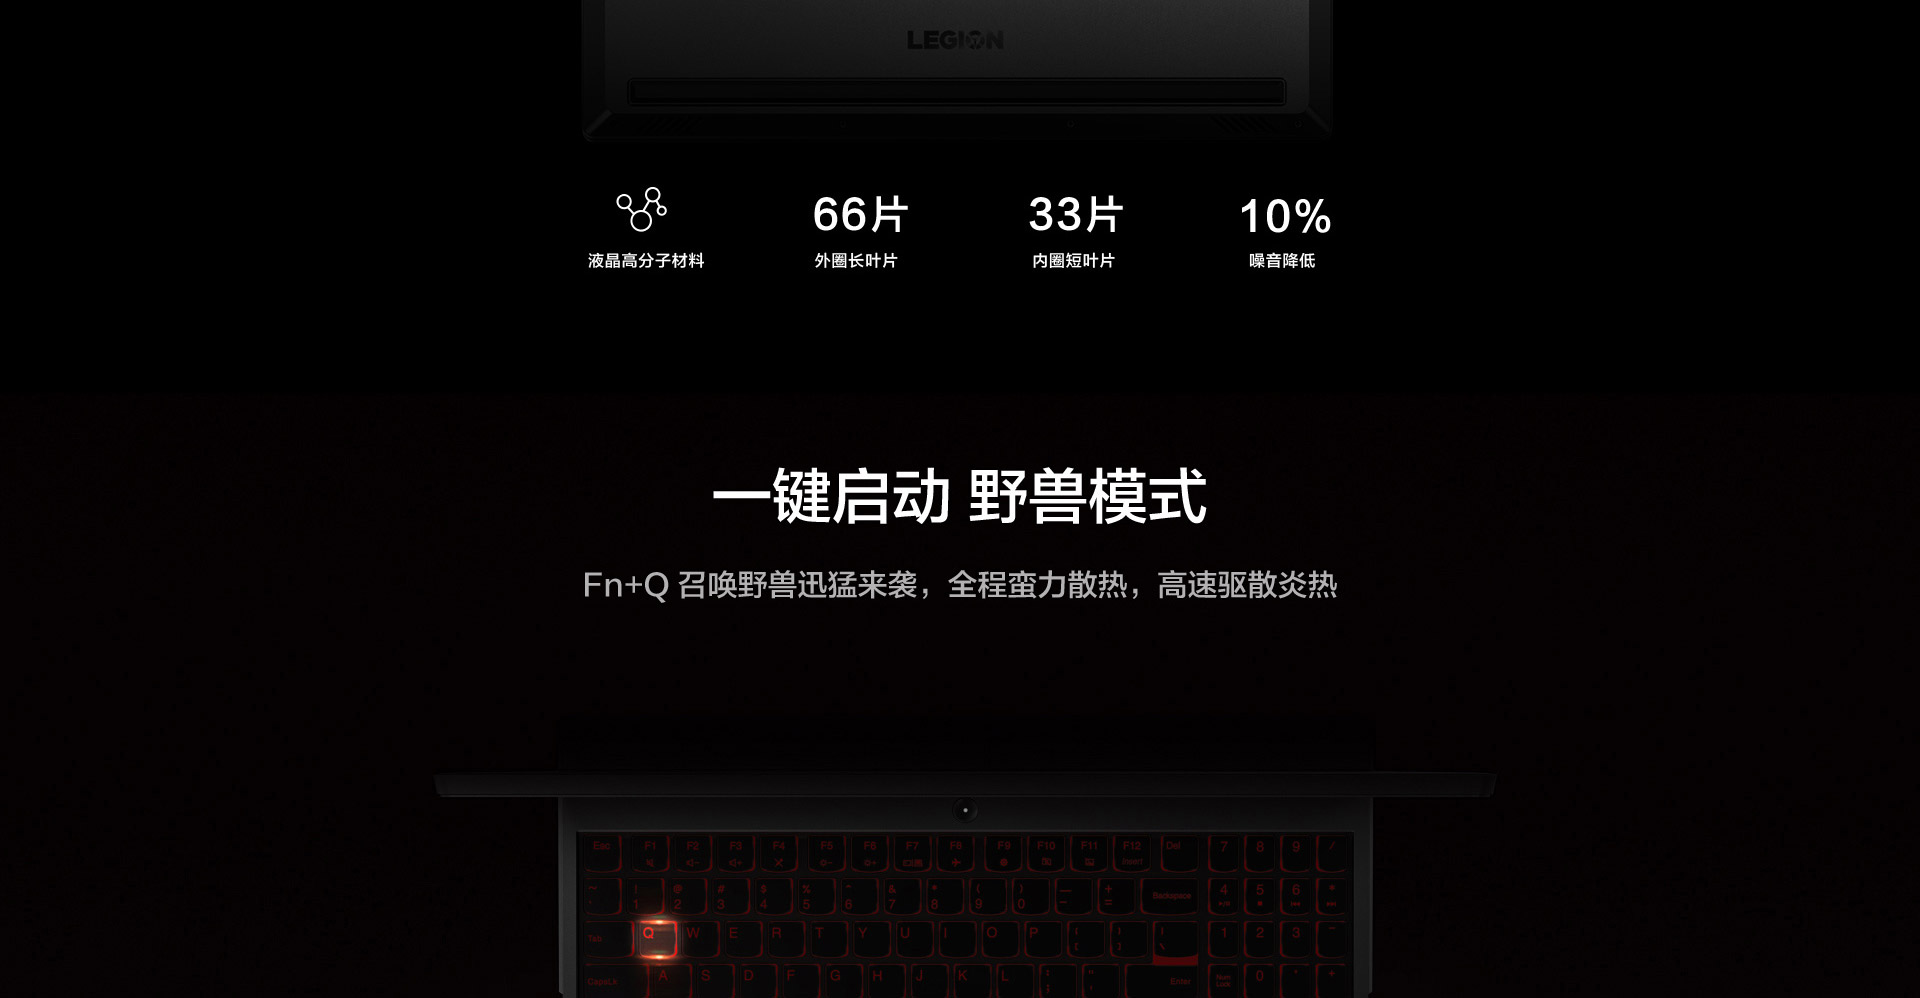 LEGION
66片 33片 10%
液晶高分子材料 外圈长叶片 内圈短叶片 噪音降低
一键启动 野兽模式
Fn+Q 召唤野兽迅猛来袭，全程蛮力散热，高速驱散炎热
Esc F1 F2 F3 F4 F5 F6 F7 F8 F9 F10 F11 F12 Del 7 8 9 /
Insert
~ ! @ # $ % ^ & * ( ) — + Backspace 4 5 6 *
1 2 3 4 5 6 7 8 9 0 - =
Tab Q W E R T Y U I O P 1 2 3 -
CapsLk A S D F G H J K L Enter Num Lock 0 . +